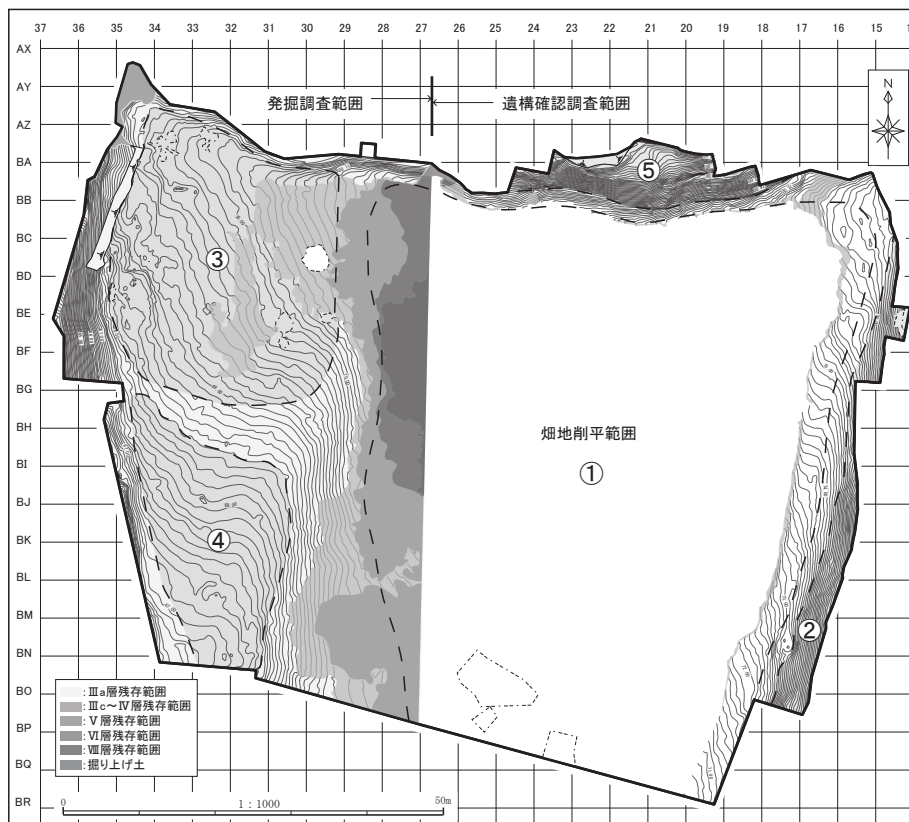 37 36 35 34 33 32 31 30 29 28 27 26 25 24 23 22 21 20 19 18 17 16 15
AX
AY
発掘調査範囲 遺構確認調査範囲
N
AZ
BA
⑤
BB
BC
③
BD
BE
BF
BG
BH
畑地削平範囲
BI
①
BJ
④
BK
BL
BM
②
BN
BO
BP
BQ
BR
:Ⅲa層残存範囲
:Ⅲc～Ⅳ層残存範囲
:Ⅴ層残存範囲
:Ⅵ層残存範囲
:Ⅷ層残存範囲
:掘り上げ土
0 1:1000 50m